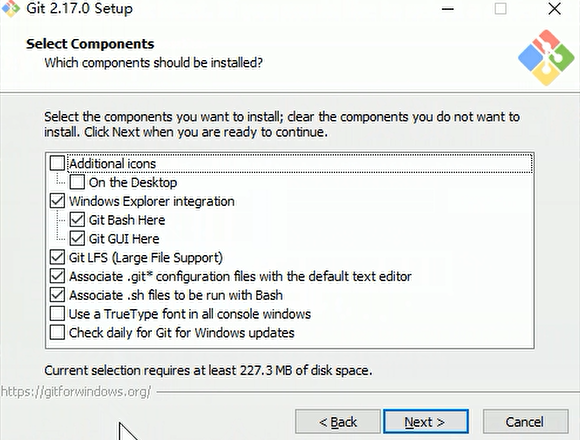 Git 2.17.0 Setup
Select Components
Which components should be installed?
Select the components you want to install; clear the components you do not want to
install. Click Next when you are ready to continue.
Additional icons
On the Desktop
Windows Explorer integration
Git Bash Here
Git GUI Here
Git LFS (Large File Support)
Associate .git* configuration files with the default text editor
Associate .sh files to be run with Bash
Use a TrueType font in all console windows
Check daily for Git for Windows updates
Current selection requires at least 227.3 MB of disk space.
https://gitforwindows.org/
< Back
Next >
Cancel